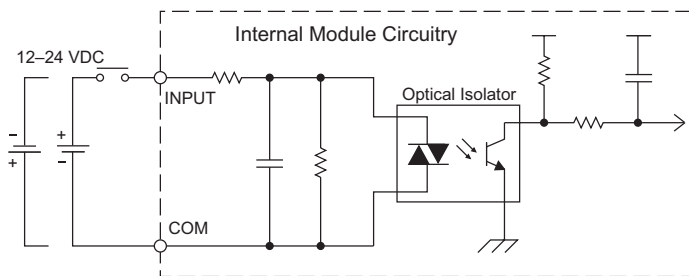 Internal Module Circuitry
12–24 VDC
INPUT
Optical Isolator
–
+
+
–
COM